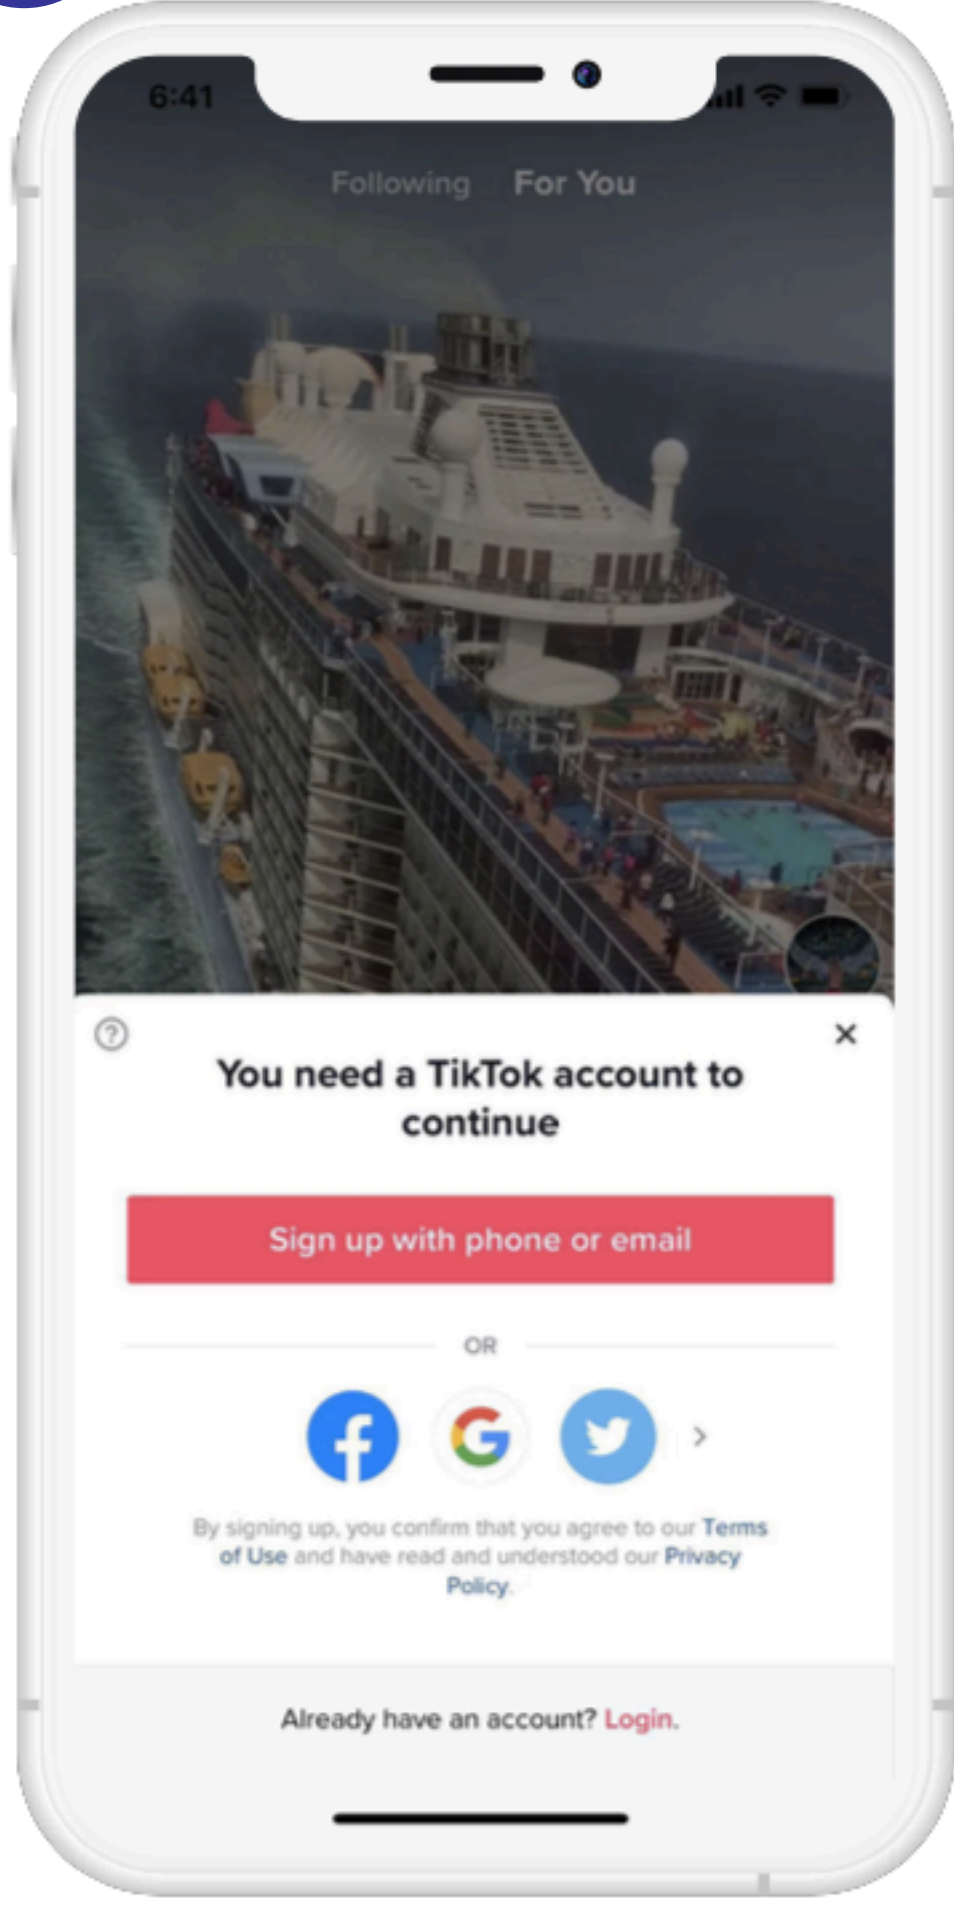 6:41
Following
For You
You need a TikTok account to
continue
Sign up with phone or email
OR
By signing up, you confirm that you agree to our Terms
of Use and have read and understood our Privacy
Policy.
Already have an account? Login.